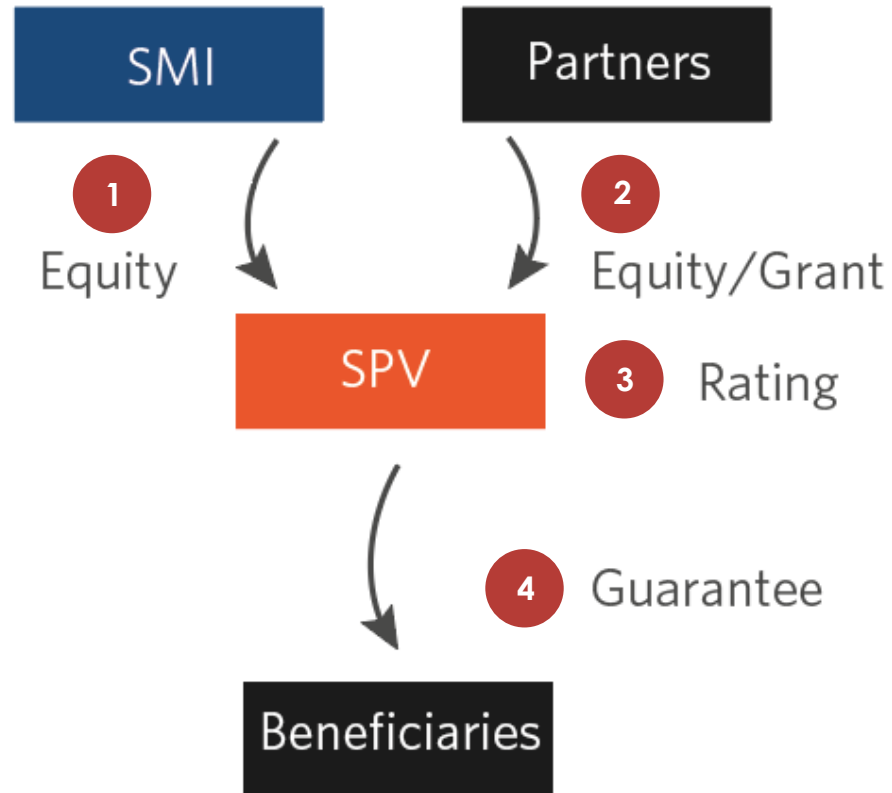 SMI
Partners
1
2
Equity
Equity/Grant
SPV
3
Rating
4
Guarantee
Beneficiaries